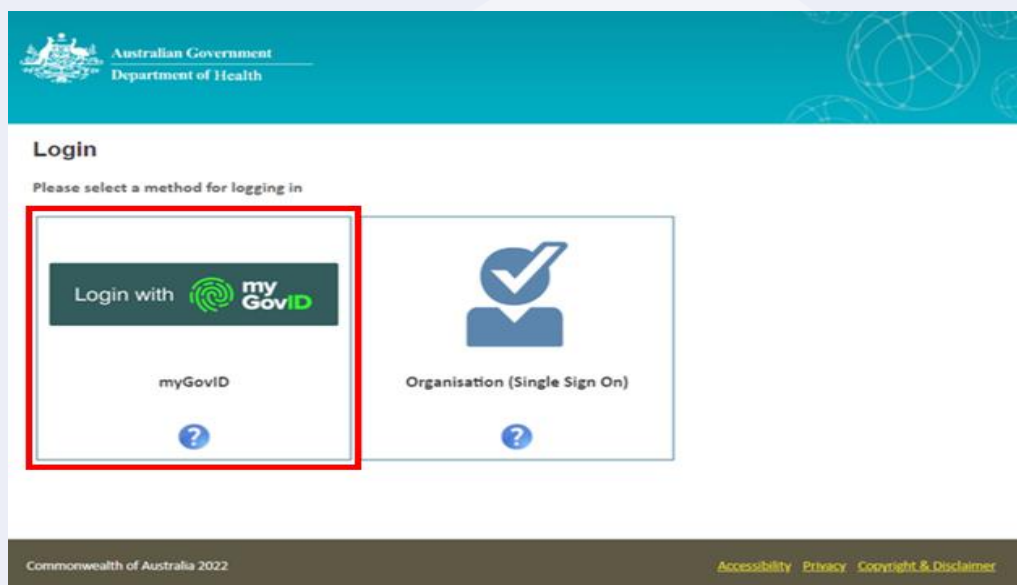 Australian Government
Department of Health
Login
Please select a method for logging in
Login with my GovID
myGovID
Organisation (Single Sign On)
?
?
Commonwealth of Australia 2022
Accessibility Privacy Copyright & Disclaimer